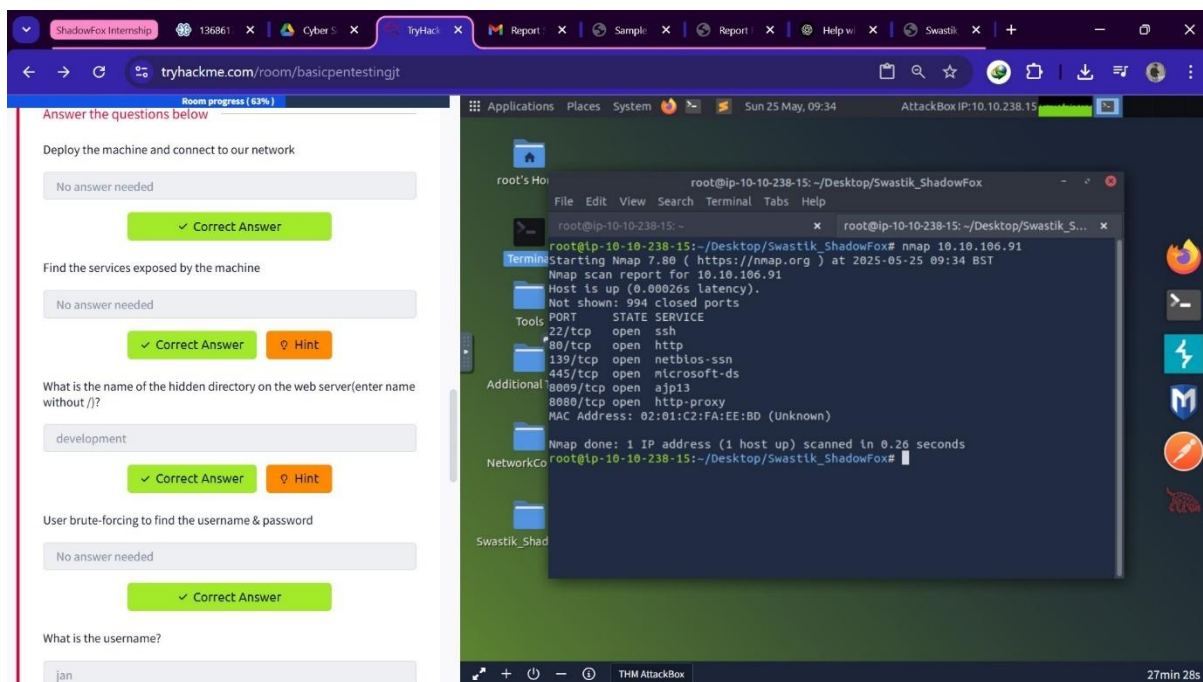 ShadowFox Internship
136861
Cyber S
TryHack
Report
Sample
Report
Help wi
Swastik
tryhackme.com/room/basicpentestingjt
Room progress ( 63% )
Answer the questions below
Deploy the machine and connect to our network
No answer needed
✓ Correct Answer
Find the services exposed by the machine
No answer needed
✓ Correct Answer
Hint
What is the name of the hidden directory on the web server(enter name
without /)?
development
✓ Correct Answer
Hint
User brute-forcing to find the username & password
No answer needed
✓ Correct Answer
What is the username?
jan
Applications Places System
Sun 25 May, 09:34
AttackBox IP:10.10.238.15
root's Ho
Termina
Tools
Additional
NetworkCo
Swastik_Shad
root@ip-10-10-238-15: ~/Desktop/Swastik_ShadowFox
File Edit View Search Terminal Tabs Help
root@ip-10-10-238-15: ~
root@ip-10-10-238-15: ~/Desktop/Swastik_S...
root@ip-10-10-238-15:~/Desktop/Swastik_ShadowFox# nmap 10.10.106.91
Starting Nmap 7.80 ( https://nmap.org ) at 2025-05-25 09:34 BST
Nmap scan report for 10.10.106.91
Host is up (0.00026s latency).
Not shown: 994 closed ports
PORT STATE SERVICE
22/tcp open ssh
80/tcp open http
139/tcp open netbios-ssn
445/tcp open microsoft-ds
8009/tcp open ajp13
8080/tcp open http-proxy
MAC Address: 02:01:C2:FA:EE:BD (Unknown)
Nmap done: 1 IP address (1 host up) scanned in 0.26 seconds
root@ip-10-10-238-15:~/Desktop/Swastik_ShadowFox#
THM AttackBox
27min 28s